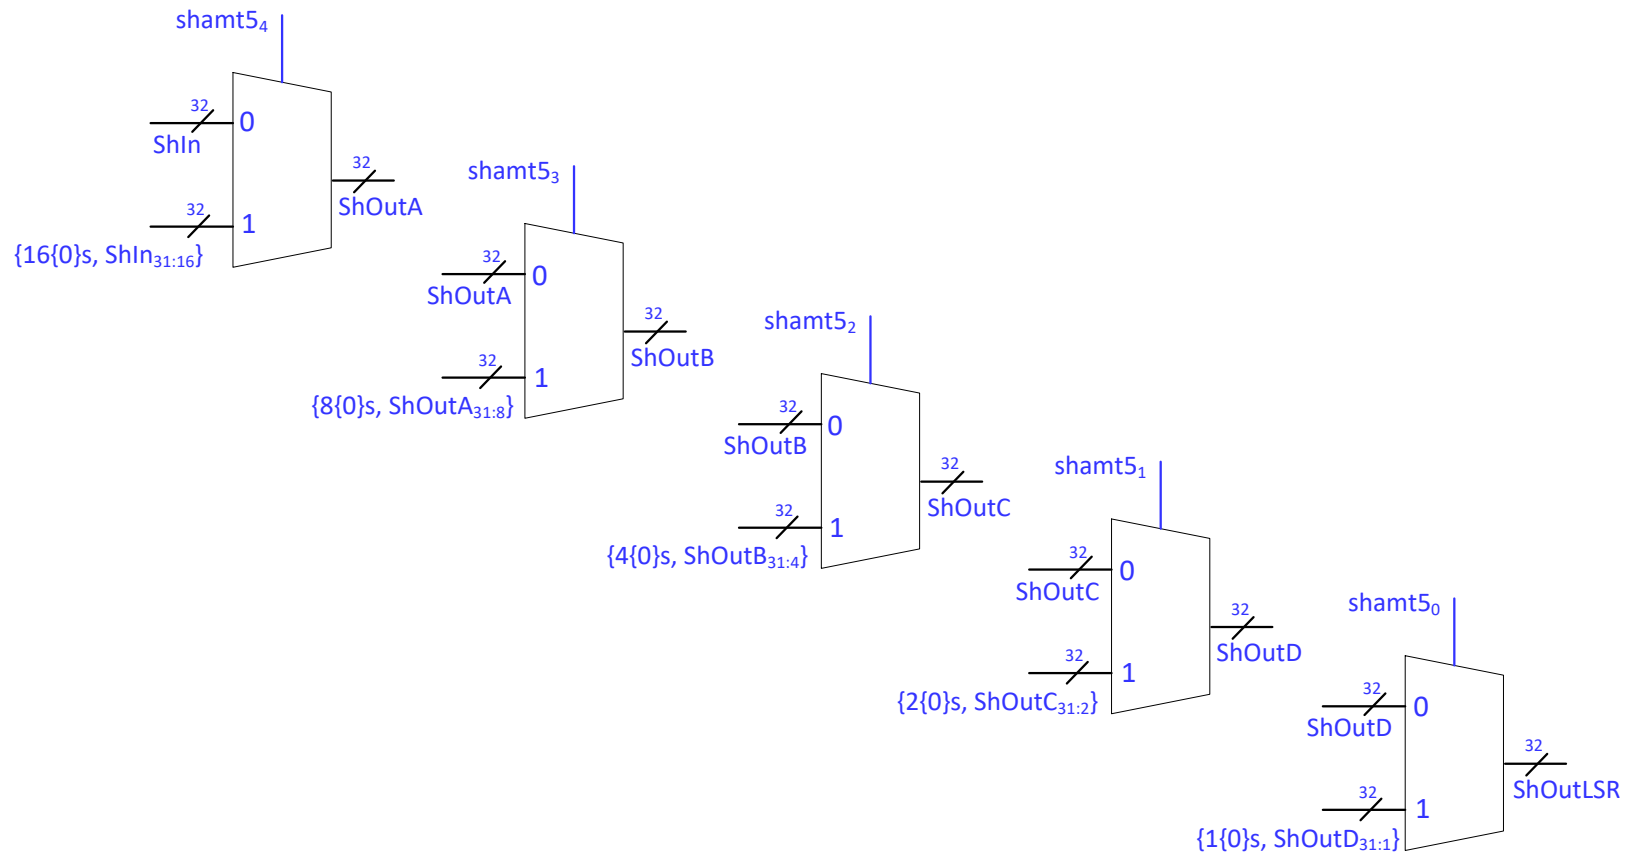 shamt5₄
32
0
ShIn
32
ShOutA
32
1
{16{0}s, ShIn₃₁:₁₆}
shamt5₃
32
0
ShOutA
32
ShOutB
32
1
{8{0}s, ShOutA₃₁:₈}
shamt5₂
32
0
ShOutB
32
ShOutC
32
1
{4{0}s, ShOutB₃₁:₄}
shamt5₁
32
0
ShOutC
32
ShOutD
32
1
{2{0}s, ShOutC₃₁:₂}
shamt5₀
32
0
ShOutD
32
ShOutLSR
32
1
{1{0}s, ShOutD₃₁:₁}